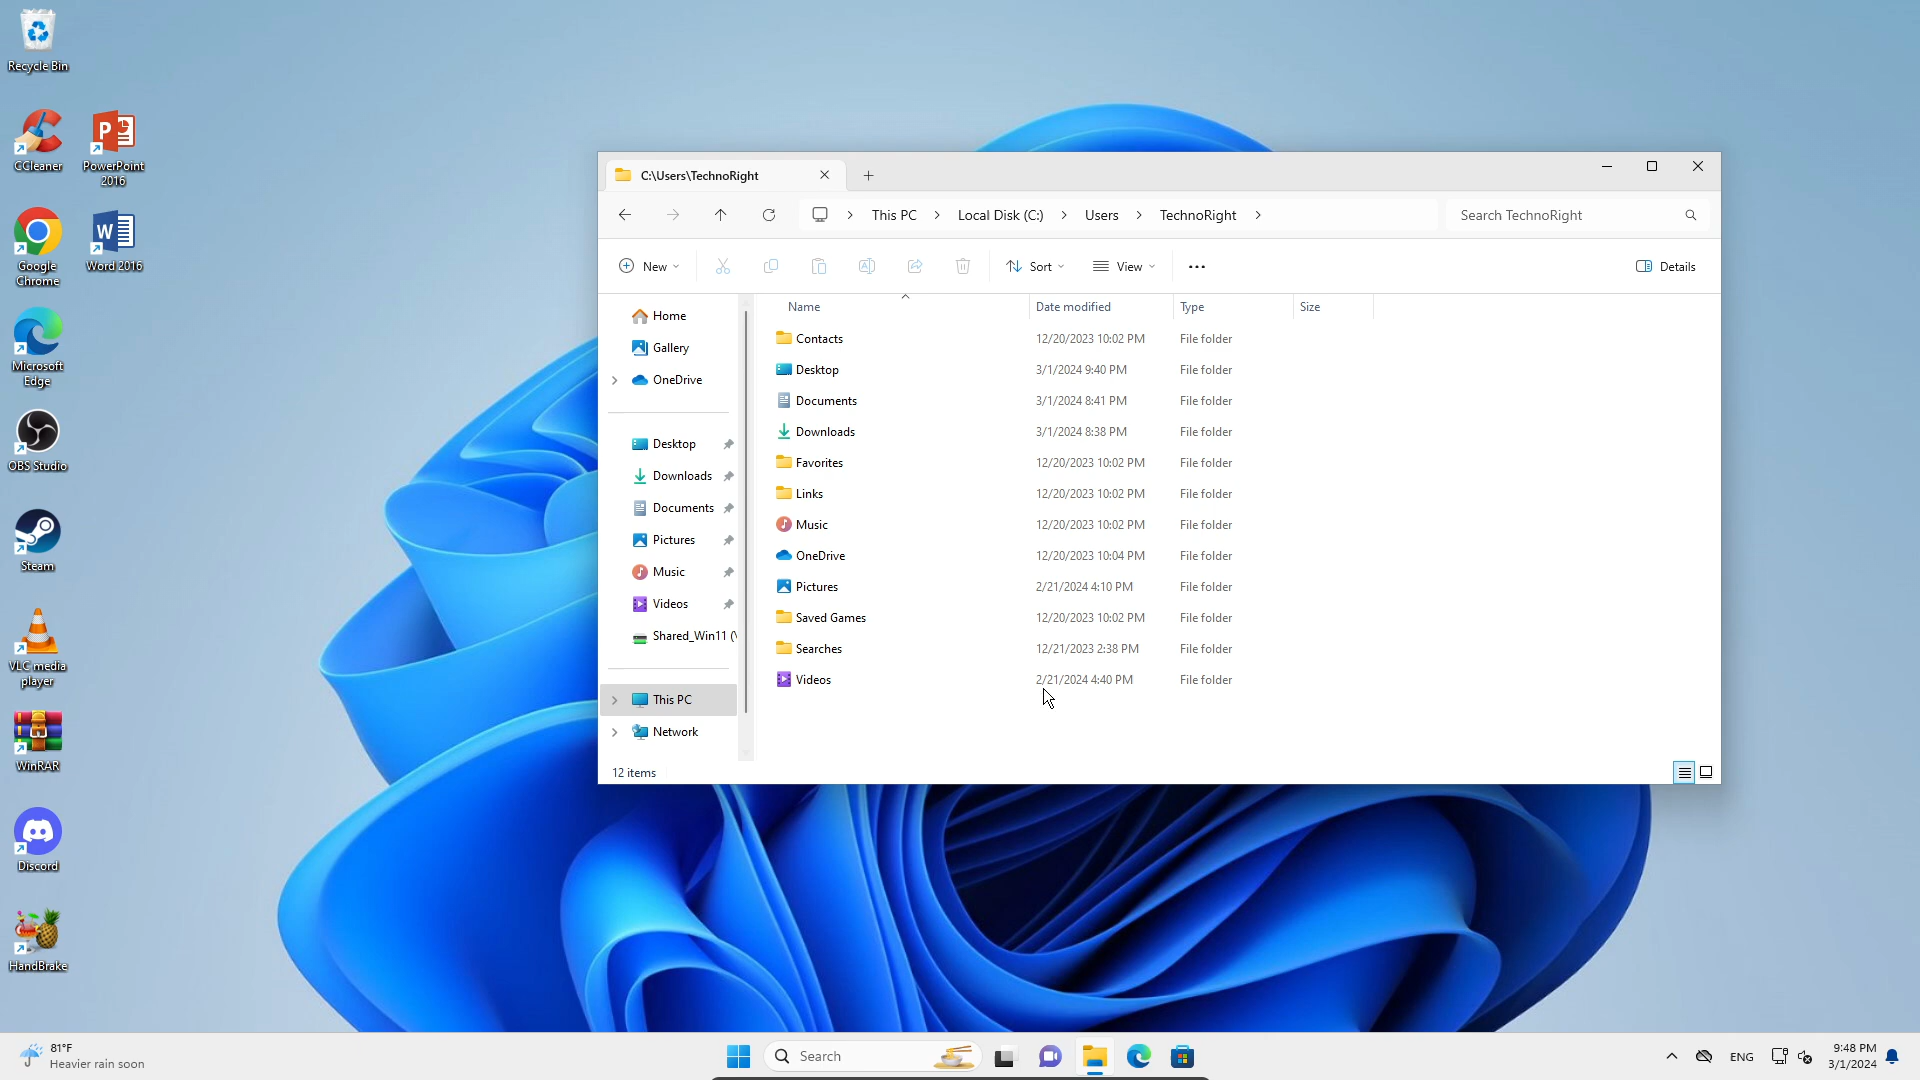 Recycle Bin
CCleaner
PowerPoint
2016
Google
Chrome
Word 2016
Microsoft
Edge
OBS Studio
Steam
VLC media
player
WinRAR
Discord
HandBrake
C:\Users\TechnoRight
This PC
Local Disk (C:)
Users
TechnoRight
Search TechnoRight
New
Sort
View
Details
Home
Gallery
OneDrive
Desktop
Downloads
Documents
Pictures
Music
Videos
Shared_Win11 (\
This PC
Network
Name Date modified Type Size
Contacts 12/20/2023 10:02 PM File folder
Desktop 3/1/2024 9:40 PM File folder
Documents 3/1/2024 8:41 PM File folder
Downloads 3/1/2024 8:38 PM File folder
Favorites 12/20/2023 10:02 PM File folder
Links 12/20/2023 10:02 PM File folder
Music 12/20/2023 10:02 PM File folder
OneDrive 12/20/2023 10:04 PM File folder
Pictures 2/21/2024 4:10 PM File folder
Saved Games 12/20/2023 10:02 PM File folder
Searches 12/21/2023 2:38 PM File folder
Videos 2/21/2024 4:40 PM File folder
12 items
81°F
Heavier rain soon
Search
ENG
9:48 PM
3/1/2024